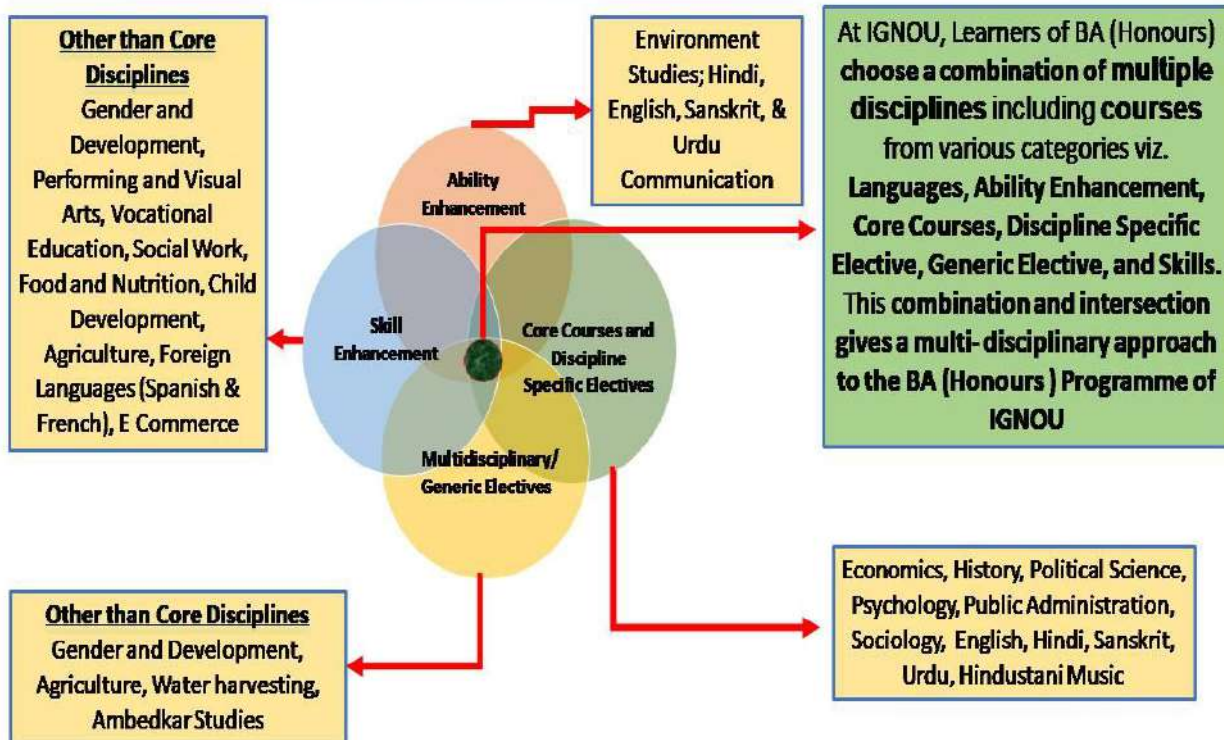 Other than Core
Disciplines
Gender and
Development,
Performing and Visual
Arts, Vocational
Education, Social Work,
Food and Nutrition, Child
Development,
Agriculture, Foreign
Languages (Spanish &
French), E Commerce
Environment
Studies; Hindi,
English, Sanskrit, &
Urdu
Communication
At IGNOU, Learners of BA (Honours)
choose a combination of multiple
disciplines including courses
from various categories viz.
Languages, Ability Enhancement,
Core Courses, Discipline Specific
Elective, Generic Elective, and Skills.
This combination and intersection
gives a multi- disciplinary approach
to the BA (Honours ) Programme of
IGNOU
Ability
Enhancement
Skill
Enhancement
Core Courses and
Discipline
Specific Electives
Multidisciplinary/
Generic Electives
Other than Core Disciplines
Gender and Development,
Agriculture, Water harvesting,
Ambedkar Studies
Economics, History, Political Science,
Psychology, Public Administration,
Sociology, English, Hindi, Sanskrit,
Urdu, Hindustani Music